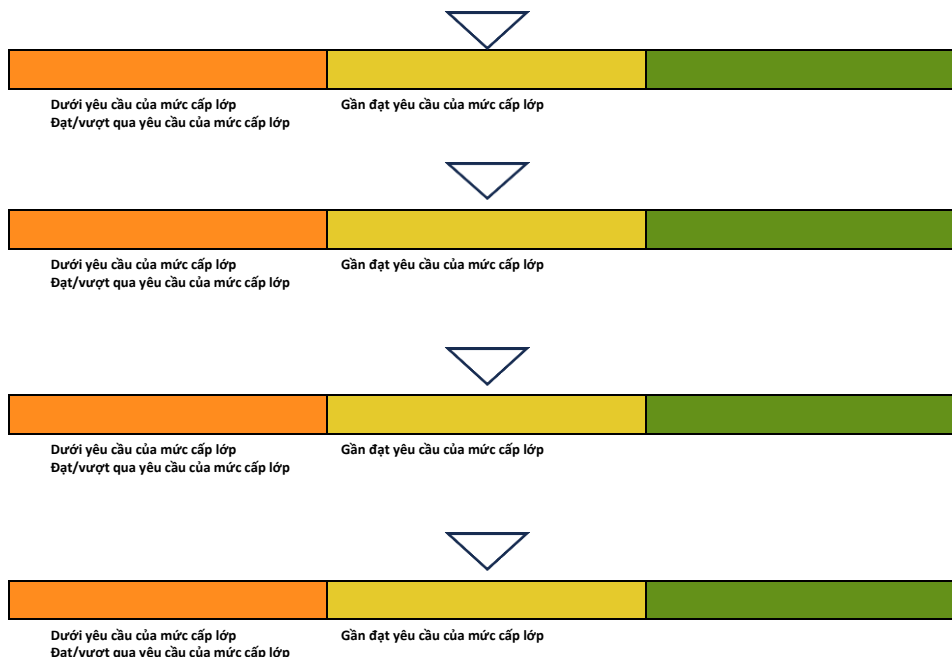 Dưới yêu cầu của mức cấp lớp Gần đạt yêu cầu của mức cấp lớp
Đạt/vượt qua yêu cầu của mức cấp lớp
Dưới yêu cầu của mức cấp lớp Gần đạt yêu cầu của mức cấp lớp
Đạt/vượt qua yêu cầu của mức cấp lớp
Dưới yêu cầu của mức cấp lớp Gần đạt yêu cầu của mức cấp lớp
Đạt/vượt qua yêu cầu của mức cấp lớp
Dưới yêu cầu của mức cấp lớp Gần đạt yêu cầu của mức cấp lớp
Đạt/vượt qua yêu cầu của mức cấp lớp